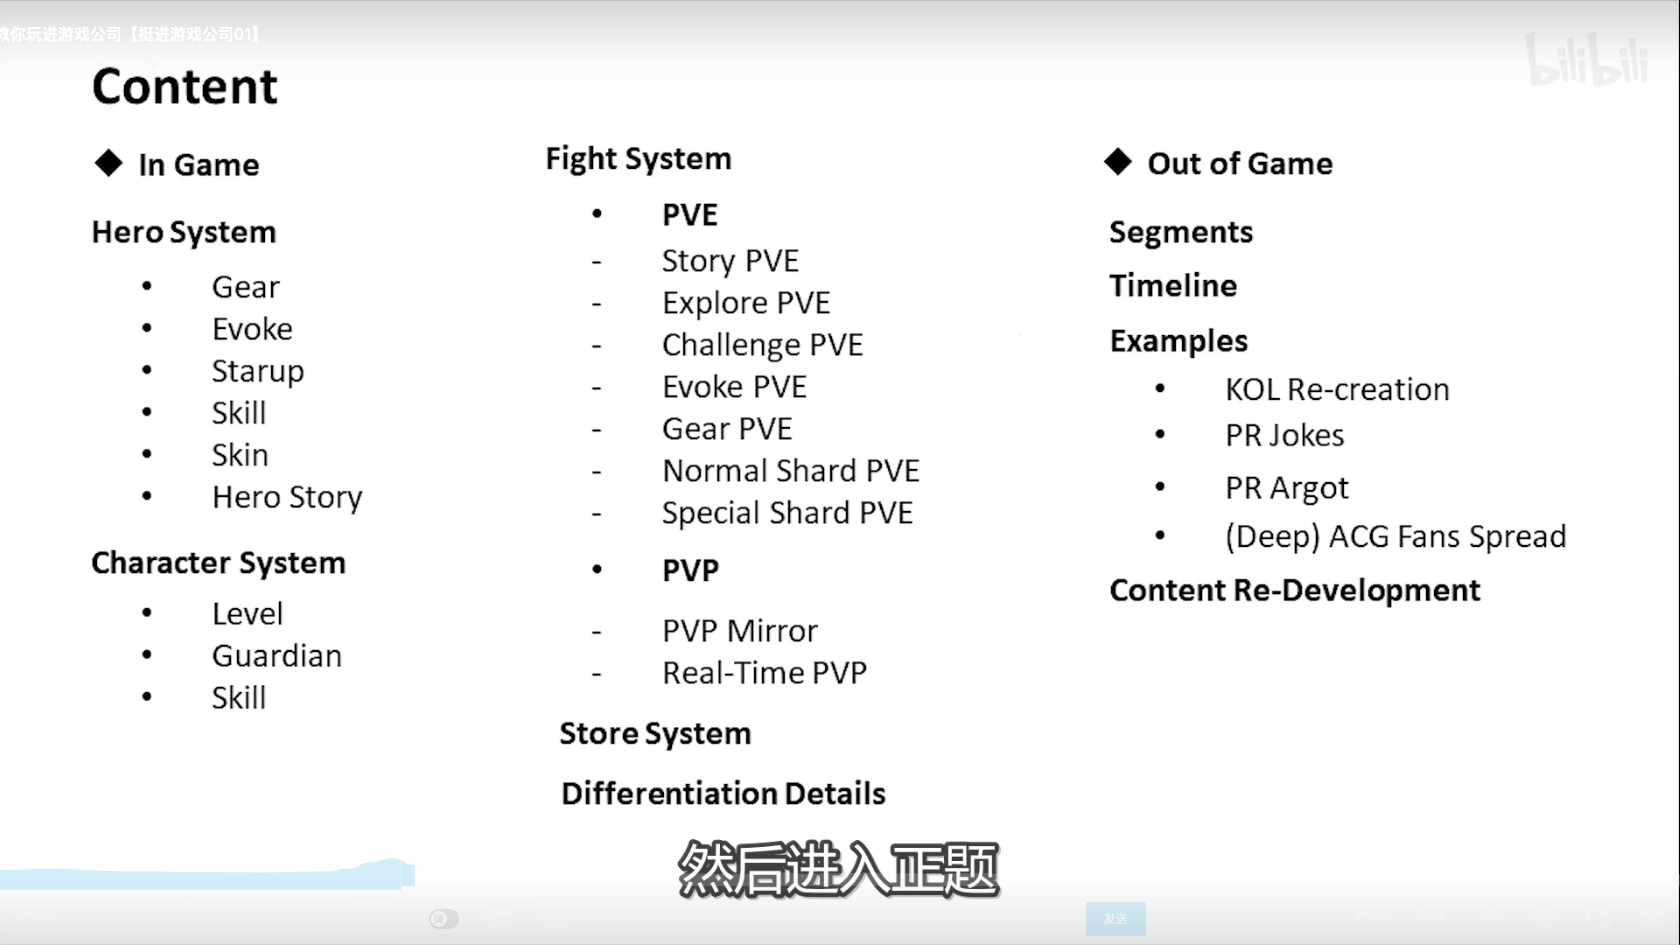 教你玩进游戏公司【挺进游戏公司01】
bilibili
Content
◆ In Game
Hero System
• Gear
• Evoke
• Starup
• Skill
• Skin
• Hero Story
Character System
• Level
• Guardian
• Skill
Fight System
• PVE
- Story PVE
- Explore PVE
- Challenge PVE
- Evoke PVE
- Gear PVE
- Normal Shard PVE
- Special Shard PVE
• PVP
- PVP Mirror
- Real-Time PVP
Store System
Differentiation Details
◆ Out of Game
Segments
Timeline
Examples
• KOL Re-creation
• PR Jokes
• PR Argot
• (Deep) ACG Fans Spread
Content Re-Development
然后进入正题
弹
发送